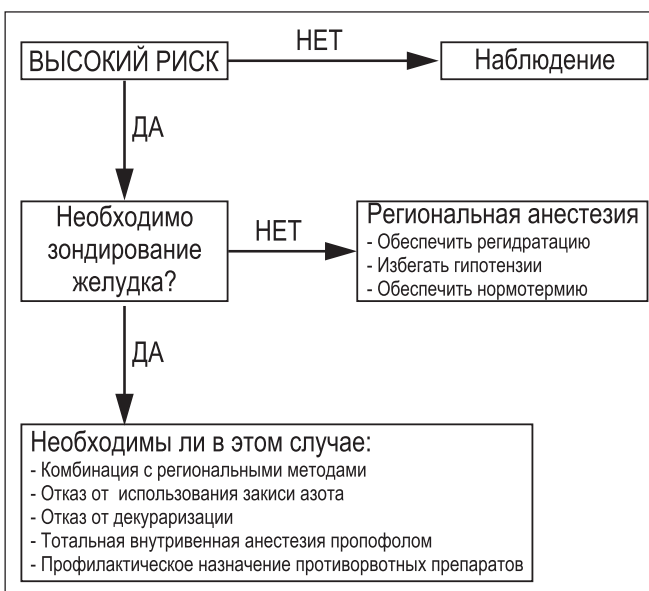 ВЫСОКИЙ РИСК
НЕТ
Наблюдение
ДА
Необходимо
зондирование
желудка?
НЕТ
Региональная анестезия
- Обеспечить регидратацию
- Избегать гипотензии
- Обеспечить нормотермию
ДА
Необходимы ли в этом случае:
- Комбинация с региональными методами
- Отказ от использования закиси азота
- Отказ от декураризации
- Тотальная внутривенная анестезия пропофолом
- Профилактическое назначение противорвотных препаратов